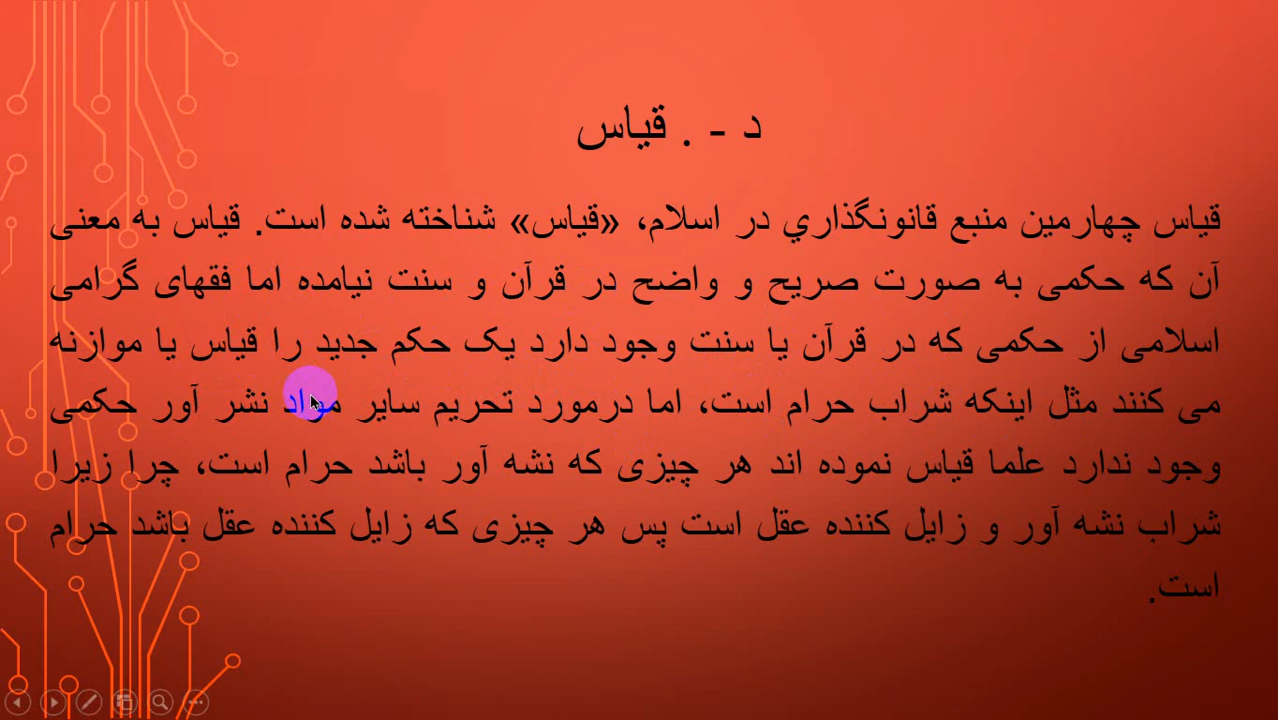 د - . قیاس
قیاس چهارمین منبع قانونگذاري در اسلام، «قیاس» شناخته شده است. قیاس به معنی
آن که حکمی به صورت صریح و واضح در قرآن و سنت نیامده اما فقهای گرامی
اسلامی از حکمی که در قرآن یا سنت وجود دارد یک حکم جدید را قیاس یا موازنه
می کنند مثل اینکه شراب حرام است، اما درمورد تحریم سایر مواد نشر آور حکمی
وجود ندارد علما قیاس نموده اند هر چیزی که نشه آور باشد حرام است، چرا زیرا
شراب نشه آور و زایل کننده عقل است پس هر چیزی که زایل کننده عقل باشد حرام
است.